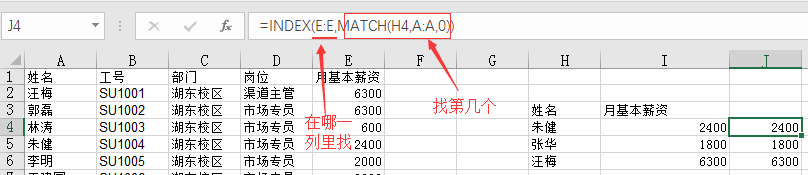 J4 =INDEX(E:E,MATCH(H4,A:A,0))
A B C D E F G H I J
1 姓名 工号 部门 岗位 月基本薪资
2 汪梅 SU1001 湖东校区 渠道主管 6300
3 郭磊 SU1002 湖东校区 市场专员 6300 姓名 月基本薪资
4 林涛 SU1003 湖东校区 市场专员 600 朱健 2400 2400
5 朱健 SU1004 湖东校区 市场专员 2400 张华 1800 1800
6 李明 SU1005 湖东校区 市场专员 2000 汪梅 6300 6300
在哪一
列里找
找第几个